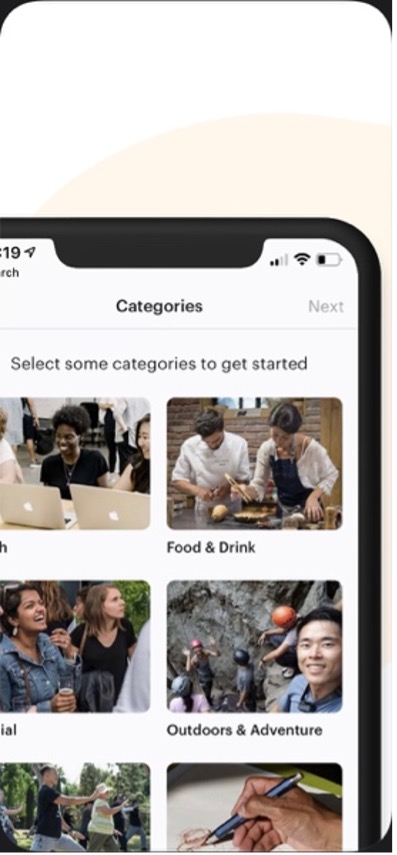 :19
rch
Categories
Next
Select some categories to get started
h
Food & Drink
ial
Outdoors & Adventure